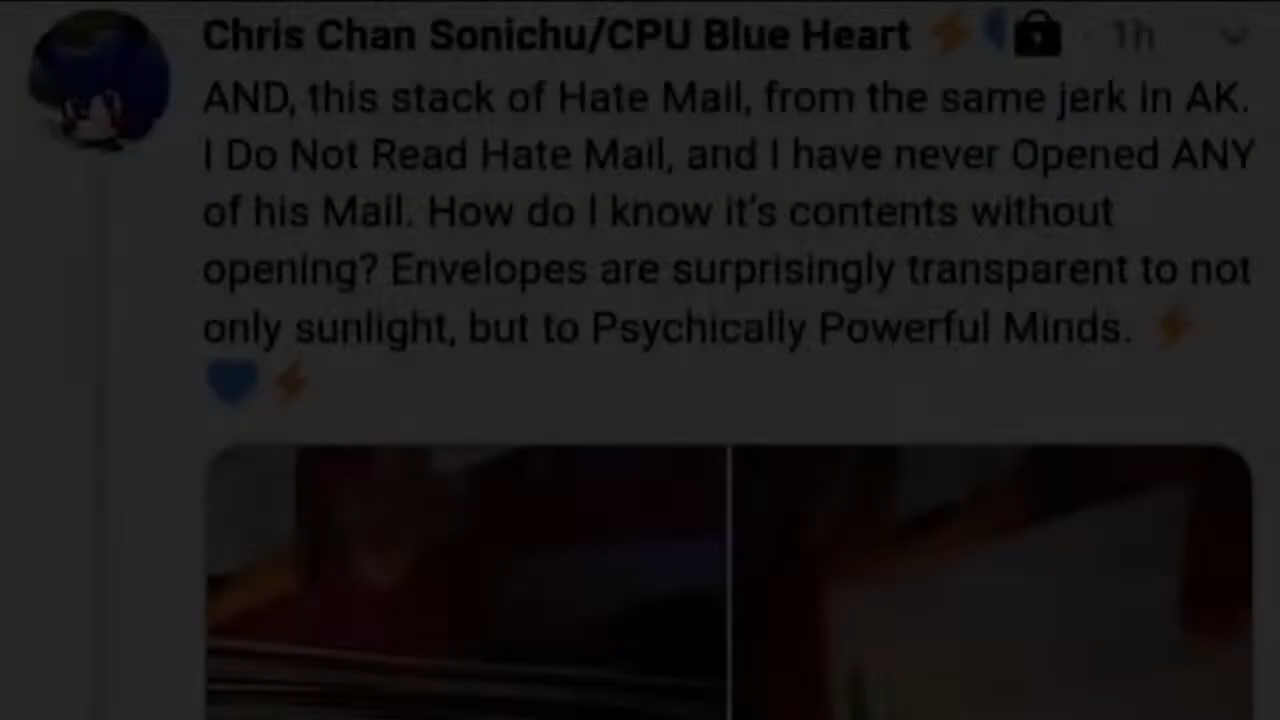 Chris Chan Sonichu/CPU Blue Heart ⚡💙🔒 · 1h
AND, this stack of Hate Mail, from the same jerk in AK.
I Do Not Read Hate Mail, and I have never Opened ANY
of his Mail. How do I know it's contents without
opening? Envelopes are surprisingly transparent to not
only sunlight, but to Psychically Powerful Minds. ⚡
💙⚡